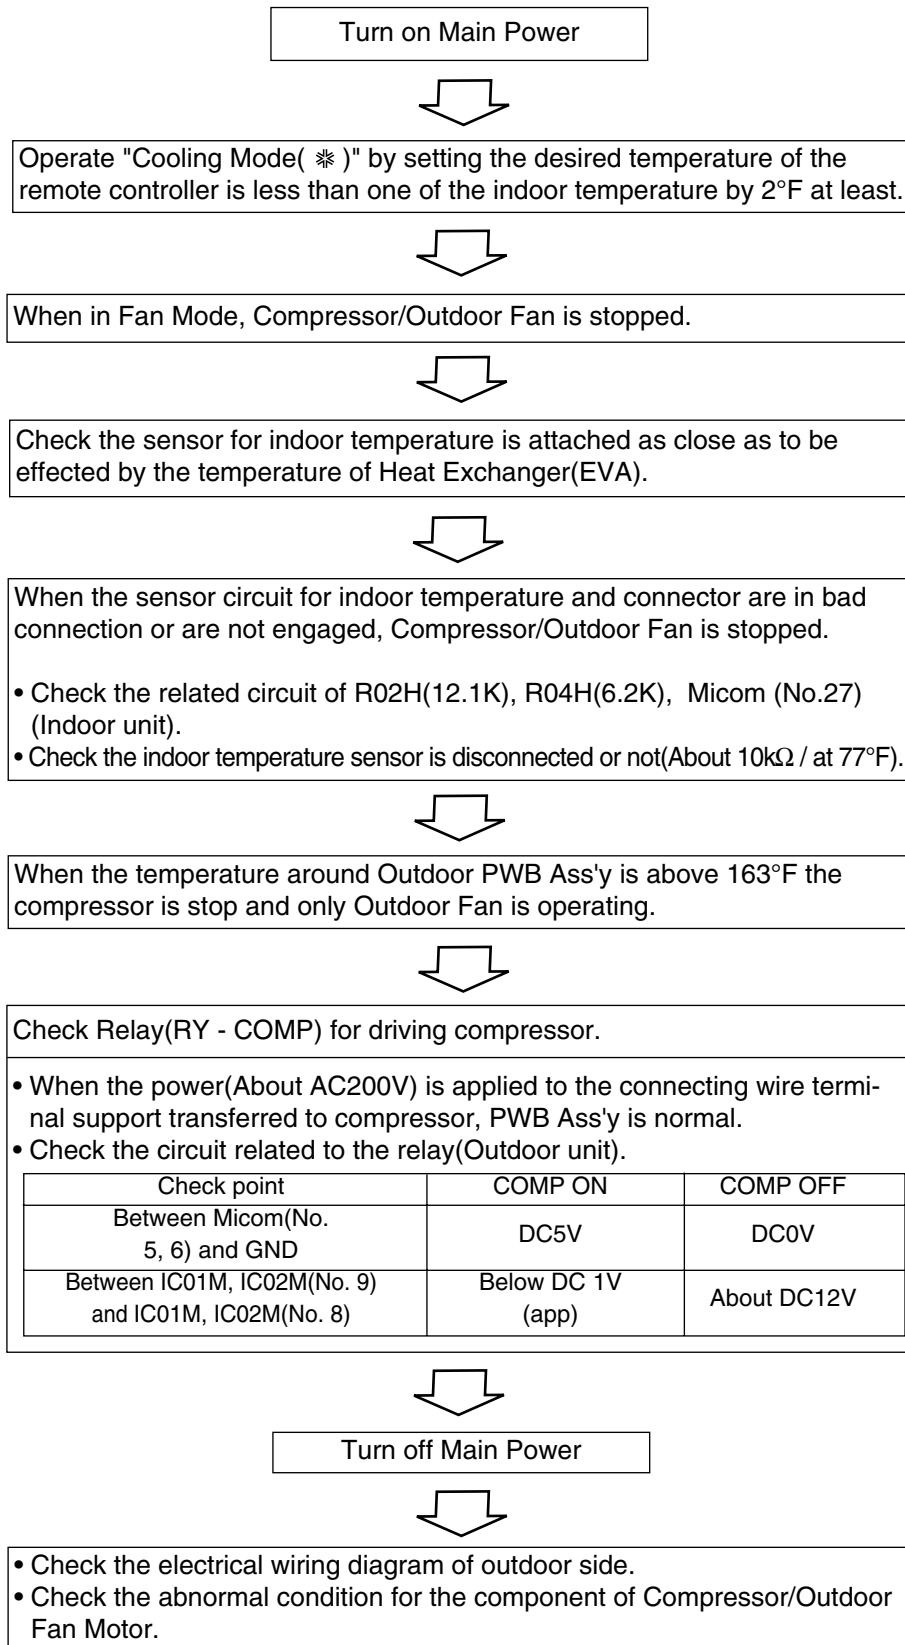 Turn on Main Power
Operate "Cooling Mode( ❋ )" by setting the desired temperature of the
remote controller is less than one of the indoor temperature by 2°F at least.
When in Fan Mode, Compressor/Outdoor Fan is stopped.
Check the sensor for indoor temperature is attached as close as to be
effected by the temperature of Heat Exchanger(EVA).
When the sensor circuit for indoor temperature and connector are in bad
connection or are not engaged, Compressor/Outdoor Fan is stopped.
• Check the related circuit of R02H(12.1K), R04H(6.2K), Micom (No.27)
(Indoor unit).
• Check the indoor temperature sensor is disconnected or not(About 10kΩ / at 77°F).
When the temperature around Outdoor PWB Ass'y is above 163°F the
compressor is stop and only Outdoor Fan is operating.
Check Relay(RY - COMP) for driving compressor.
• When the power(About AC200V) is applied to the connecting wire termi-
nal support transferred to compressor, PWB Ass'y is normal.
• Check the circuit related to the relay(Outdoor unit).
Check point COMP ON COMP OFF
Between Micom(No.
5, 6) and GND DC5V DC0V
Between IC01M, IC02M(No. 9) Below DC 1V
and IC01M, IC02M(No. 8) (app) About DC12V
Turn off Main Power
• Check the electrical wiring diagram of outdoor side.
• Check the abnormal condition for the component of Compressor/Outdoor
Fan Motor.